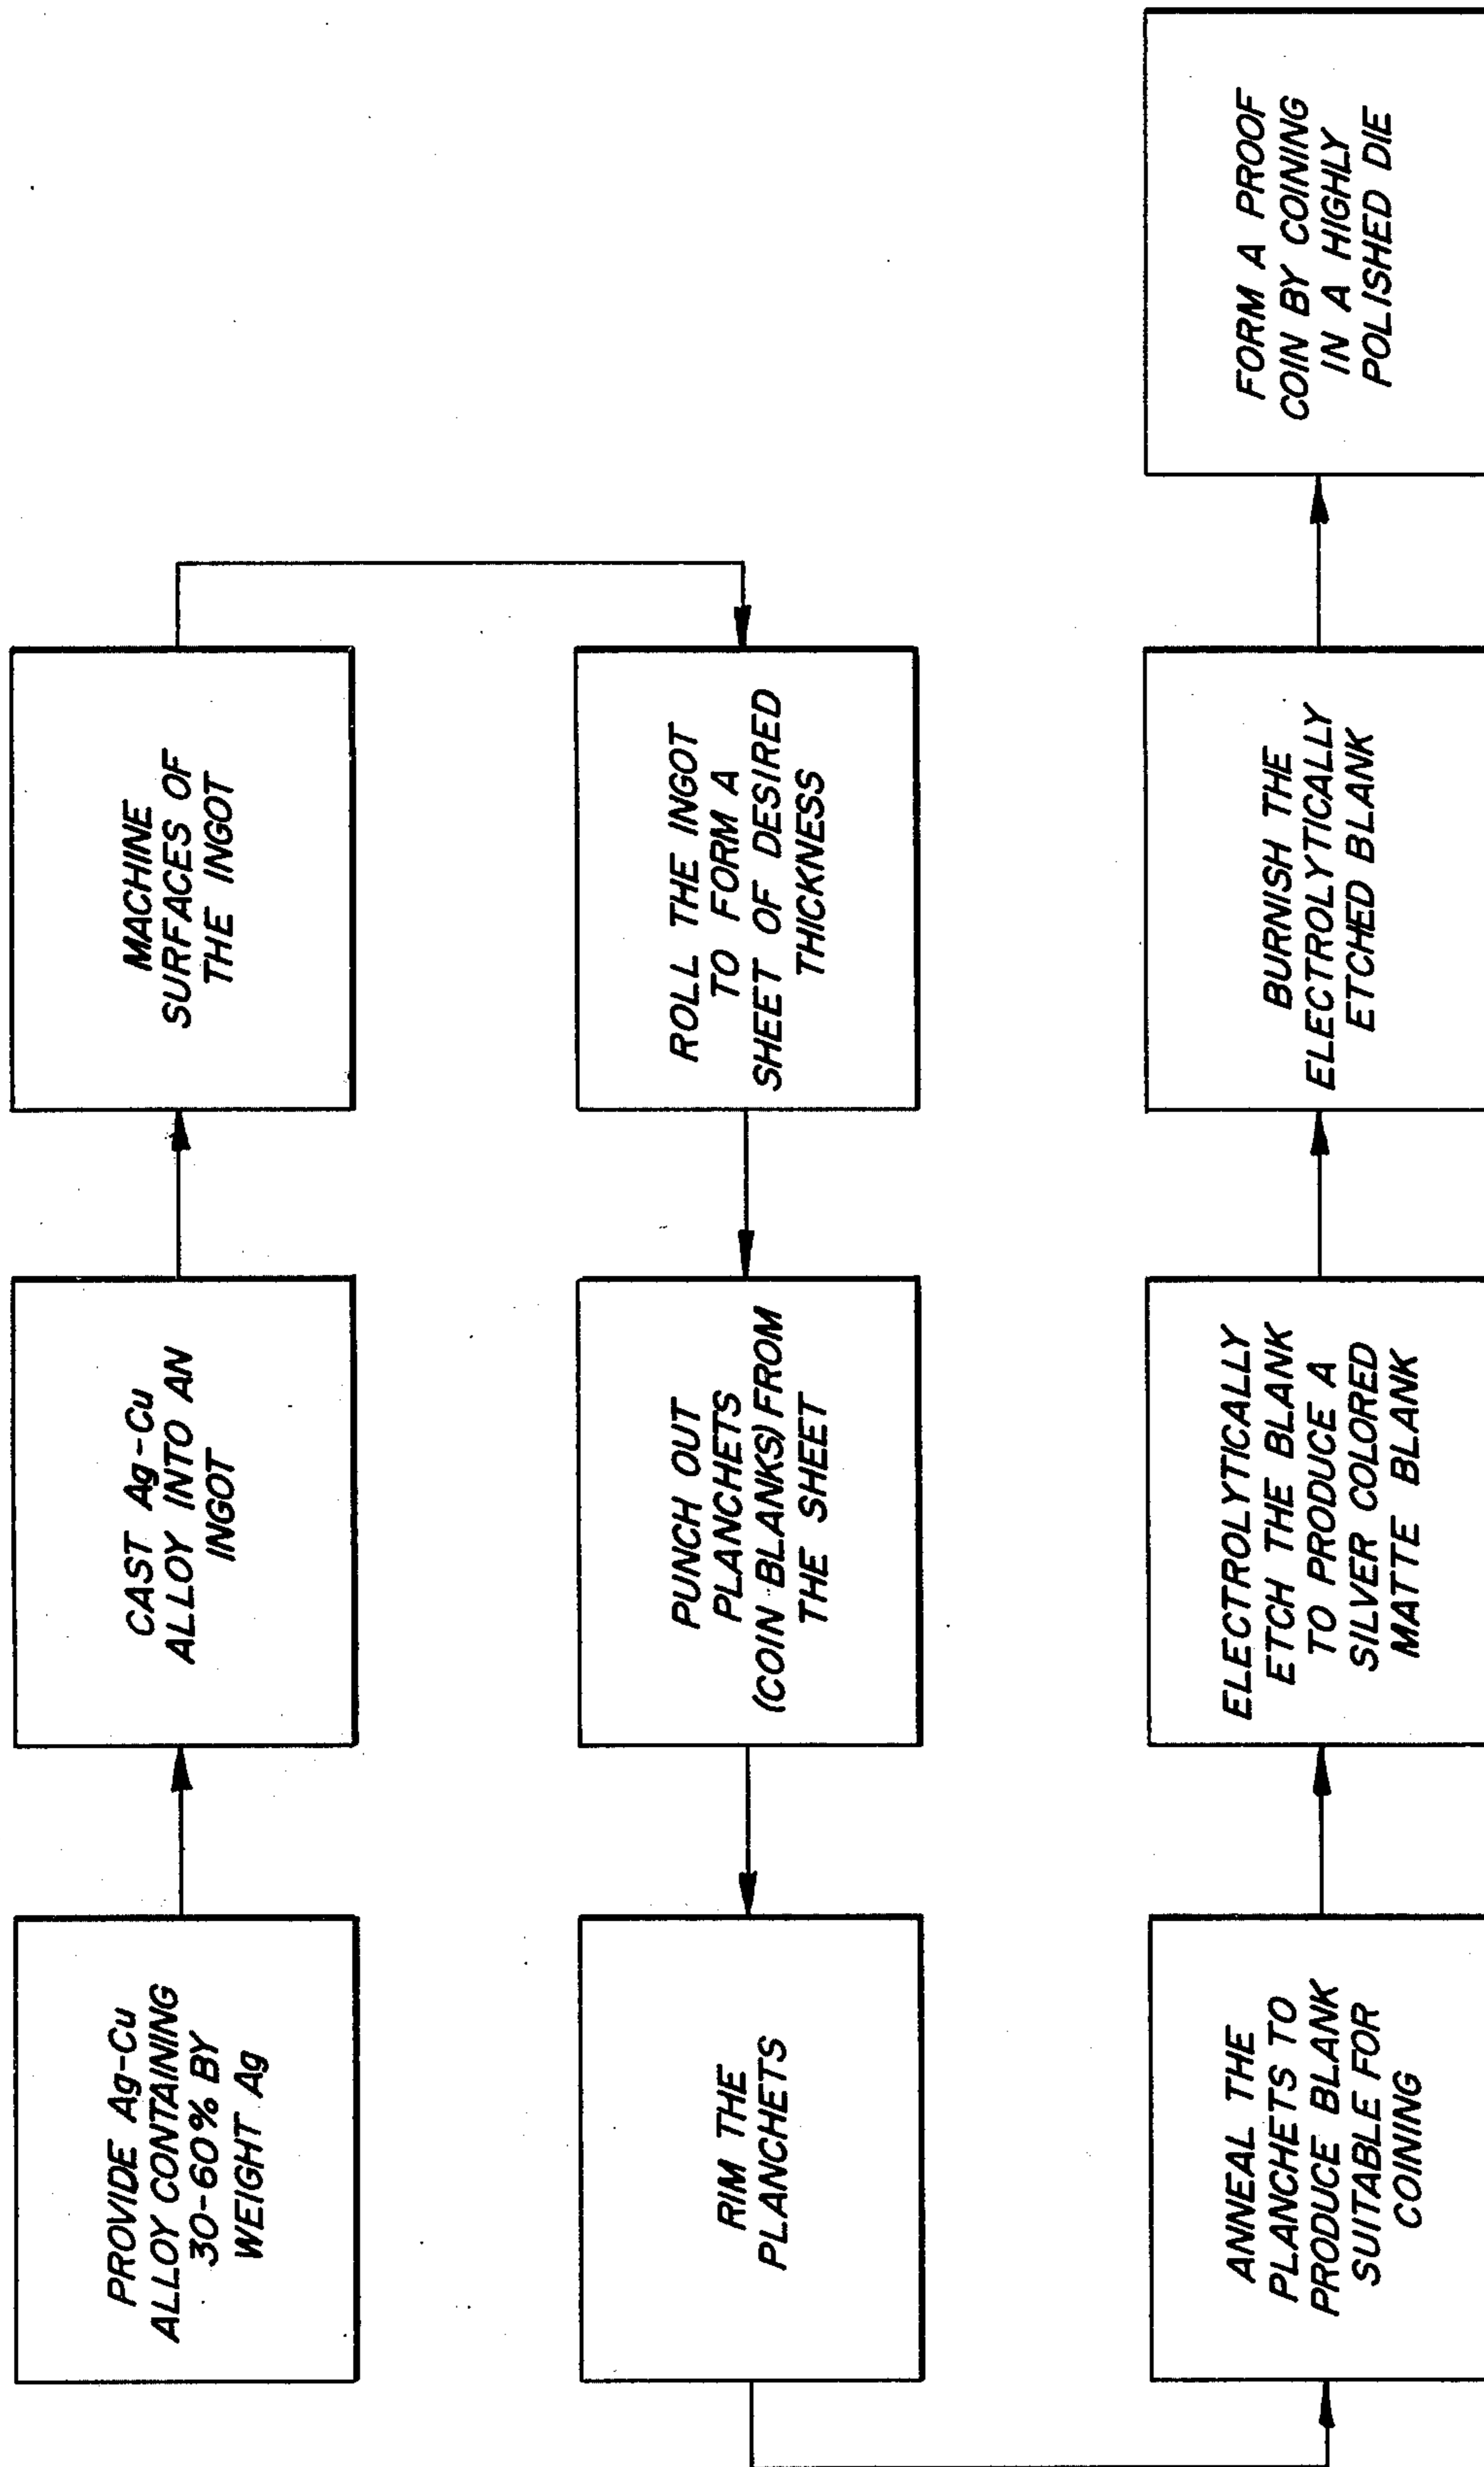 PROVIDE Ag-Cu
ALLOY CONTAINING
30-60% BY
WEIGHT Ag
CAST Ag-Cu
ALLOY INTO AN
INGOT
MACHINE
SURFACES OF
THE INGOT
ROLL THE INGOT
TO FORM A
SHEET OF DESIRED
THICKNESS
PUNCH OUT
PLANCHETS
(COIN BLANKS) FROM
THE SHEET
RIM THE
PLANCHETS
ANNEAL THE
PLANCHETS TO
PRODUCE BLANK
SUITABLE FOR
COINING
ELECTROLYTICALLY
ETCH THE BLANK
TO PRODUCE A
SILVER COLORED
MATTE BLANK
BURNISH THE
ELECTROLYTICALLY
ETCHED BLANK
FORM A PROOF
COIN BY COINING
IN A HIGHLY
POLISHED DIE